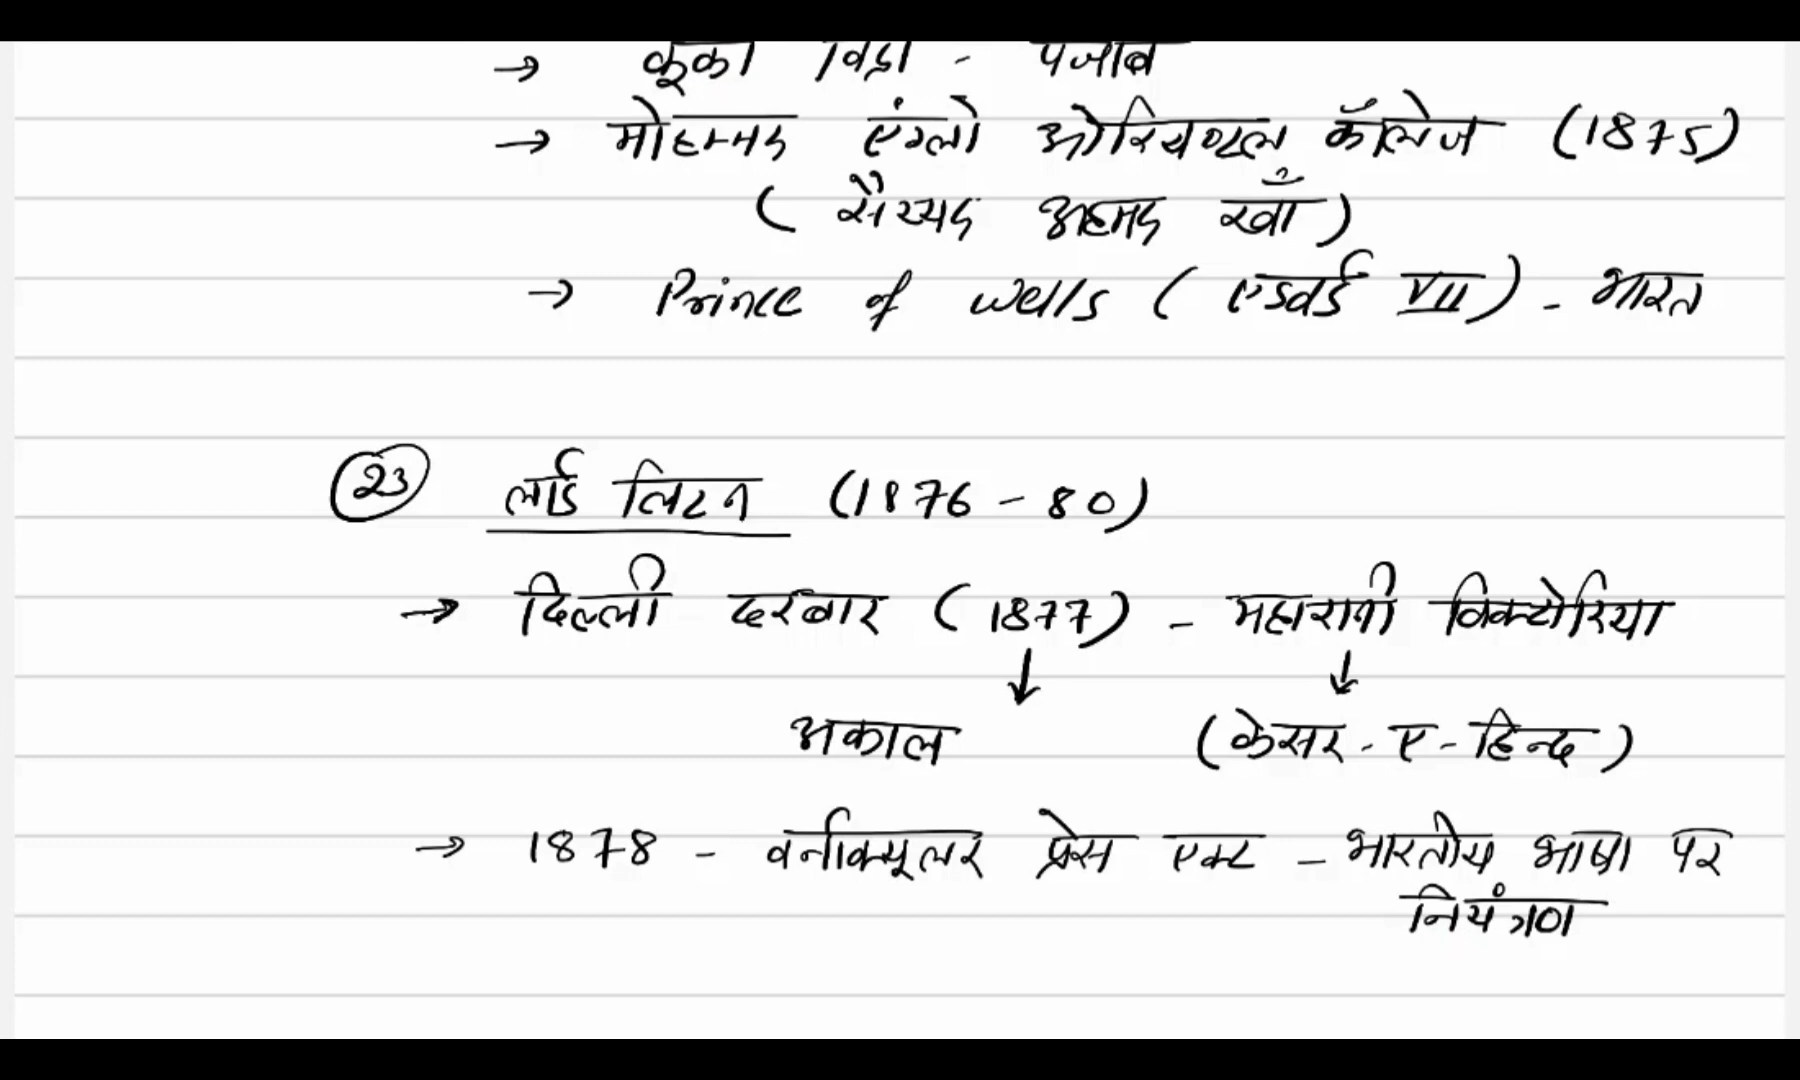 → कूका विद्रो - पंजाब
→ मोहम्मद एंग्लो ओरियण्टल कॉलेज (1875)
( सैय्यद अहमद खाँ )
→ Prince of wells ( एडवर्ड VII ) - भारत
23 लार्ड लिटन (1876 - 80)
→ दिल्ली दरबार ( 1877 ) - महारानी विक्टोरिया
↓ ↓
अकाल (केसर - ए - हिन्द )
→ 1878 - वर्नाक्यूलर प्रेस एक्ट - भारतीय भाषा पर
नियंत्रण